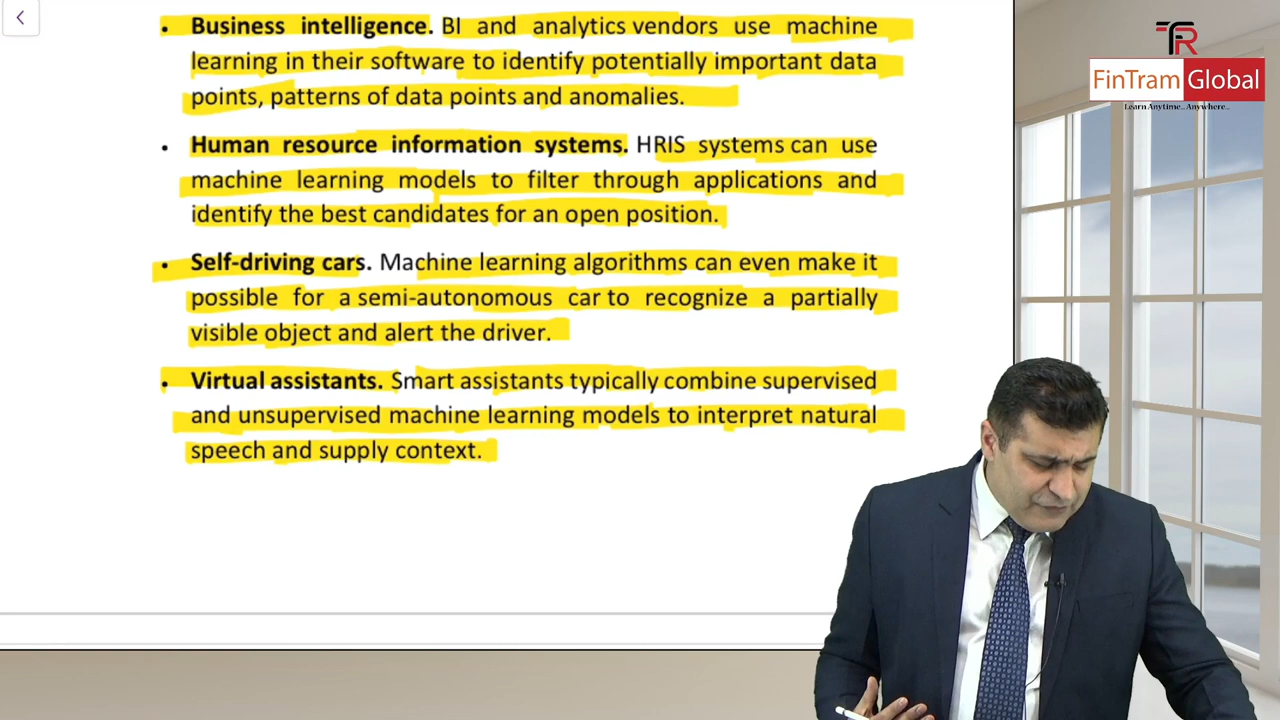 • Business intelligence. BI and analytics vendors use machine
learning in their software to identify potentially important data
points, patterns of data points and anomalies.
• Human resource information systems. HRIS systems can use
machine learning models to filter through applications and
identify the best candidates for an open position.
• Self-driving cars. Machine learning algorithms can even make it
possible for a semi-autonomous car to recognize a partially
visible object and alert the driver.
• Virtual assistants. Smart assistants typically combine supervised
and unsupervised machine learning models to interpret natural
speech and supply context.
FinTram Global
Learn Anytime.. Anywhere..